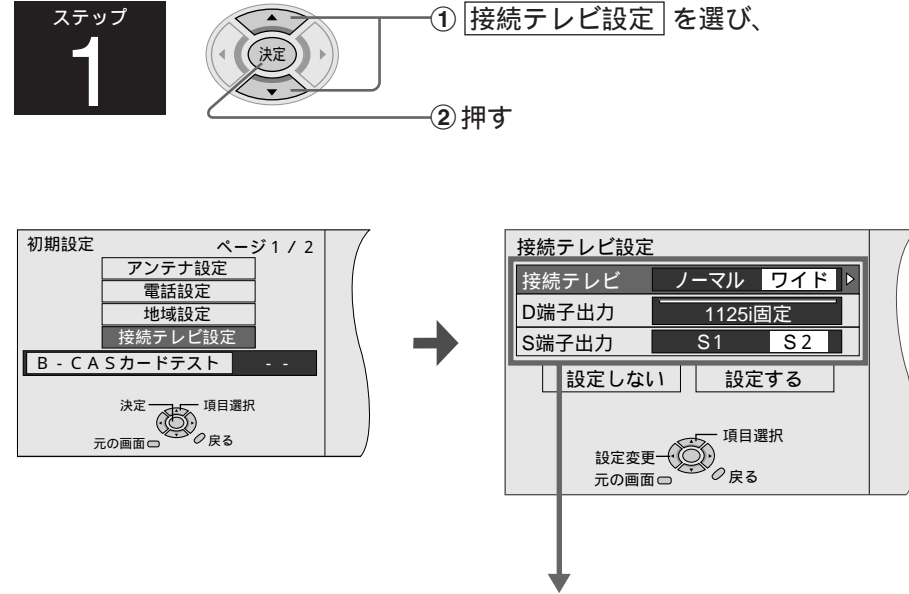 ステップ
1
決定
① 接続テレビ設定 を選び、
② 押す
初期設定 ページ1/2
アンテナ設定
電話設定
地域設定
接続テレビ設定
B-CASカードテスト --
決定 項目選択
元の画面 戻る
接続テレビ設定
接続テレビ ノーマル ワイド
D端子出力 1125i固定
S端子出力 S1 S2
設定しない 設定する
項目選択
設定変更
元の画面 戻る